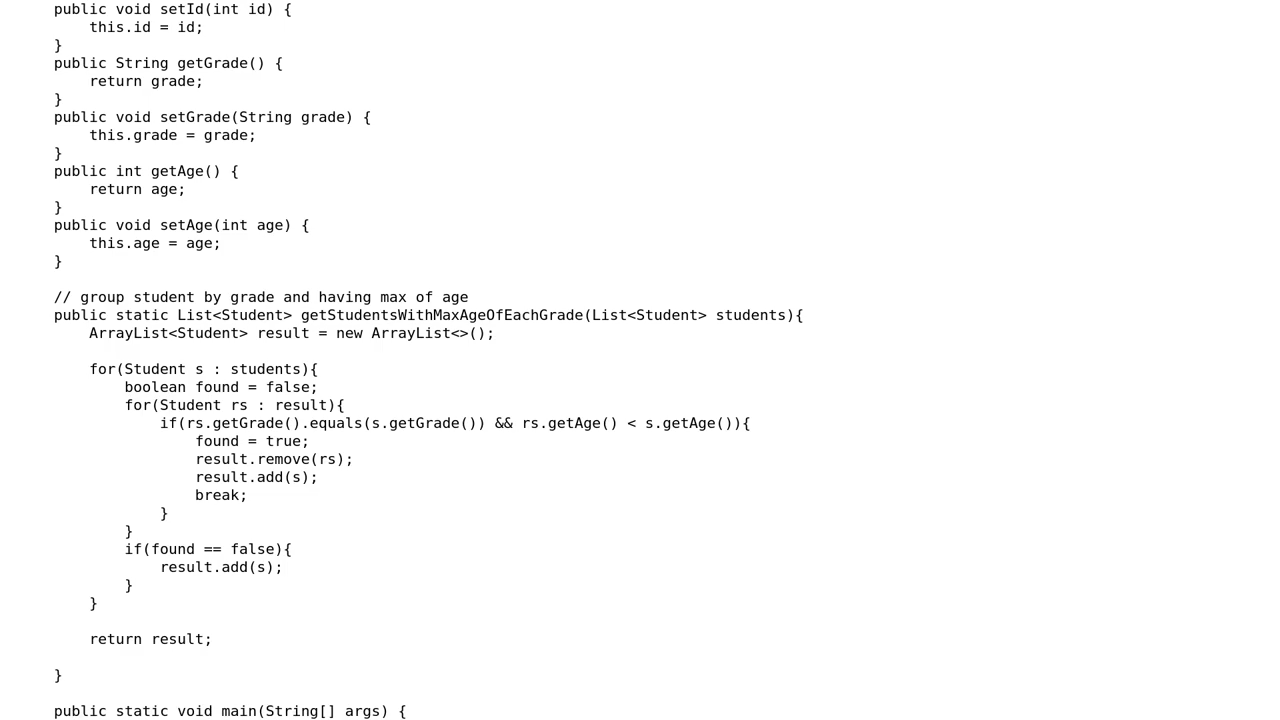 public void setId(int id) {
    this.id = id;
}
public String getGrade() {
    return grade;
}
public void setGrade(String grade) {
    this.grade = grade;
}
public int getAge() {
    return age;
}
public void setAge(int age) {
    this.age = age;
}

// group student by grade and having max of age
public static List<Student> getStudentsWithMaxAgeOfEachGrade(List<Student> students){
    ArrayList<Student> result = new ArrayList<>();

    for(Student s : students){
        boolean found = false;
        for(Student rs : result){
            if(rs.getGrade().equals(s.getGrade()) && rs.getAge() < s.getAge()){
                found = true;
                result.remove(rs);
                result.add(s);
                break;
            }
        }
        if(found == false){
            result.add(s);
        }
    }

    return result;

}

public static void main(String[] args) {